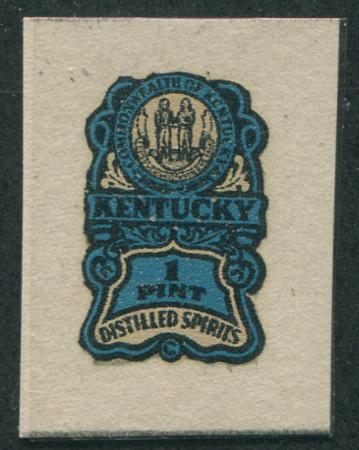 COMMONWEALTH OF KENTUCKY
KENTUCKY
1
PINT
DISTILLED SPIRITS